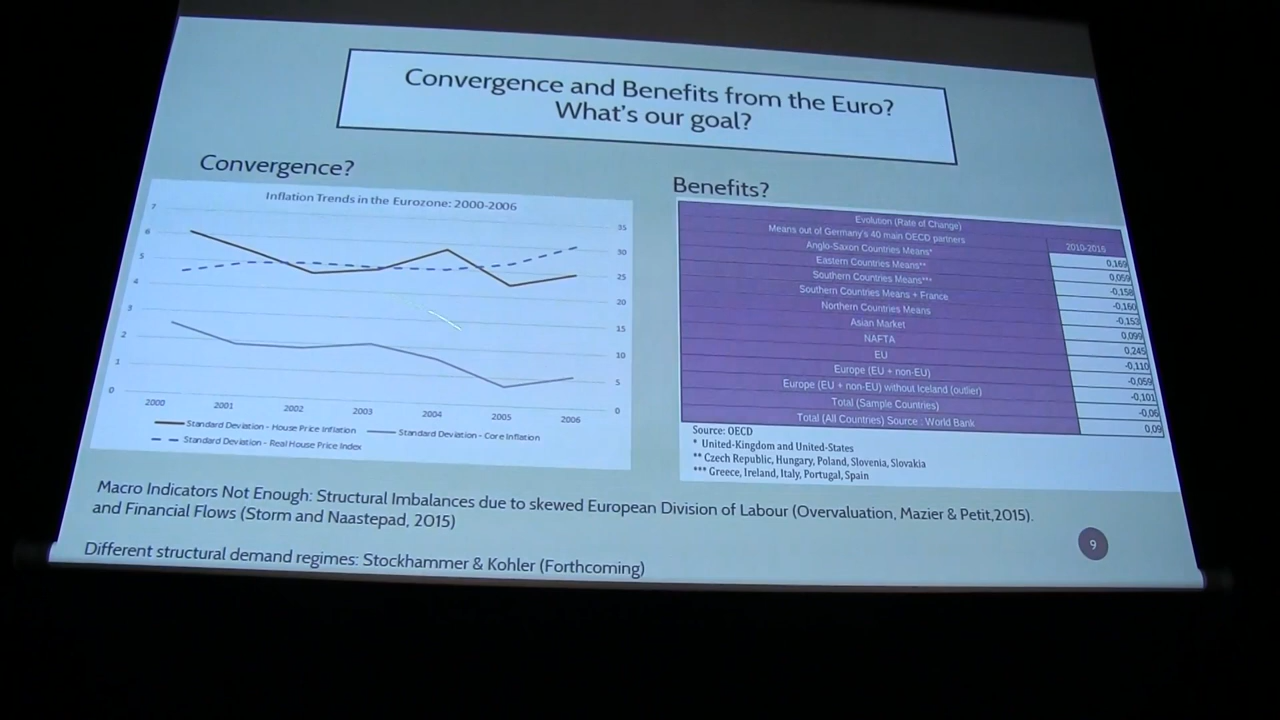 Convergence and Benefits from the Euro?
What's our goal?
Convergence?
Inflation Trends in the Eurozone: 2000-2006
7
6
5
4
3
2
1
0
35
30
25
20
15
10
5
0
2000 2001 2002 2003 2004 2005 2006
Standard Deviation - House Price Inflation
Standard Deviation - Core Inflation
Standard Deviation - Real House Price Index
Benefits?
Evolution (Rate of Change)
Means out of Germany's 40 main OECD partners 2010-2015
Anglo-Saxon Countries Means* 0,169
Eastern Countries Means** 0,059
Southern Countries Means*** -0,158
Southern Countries Means + France -0,160
Northern Countries Means -0,153
Asian Market 0,099
NAFTA 0,245
EU -0,110
Europe (EU + non-EU) -0,059
Europe (EU + non-EU) without Iceland (outlier) -0,101
Total (Sample Countries) -0,06
Total (All Countries) Source : World Bank 0,09
Source: OECD
* United-Kingdom and United-States
** Czech Republic, Hungary, Poland, Slovenia, Slovakia
*** Greece, Ireland, Italy, Portugal, Spain
Macro Indicators Not Enough: Structural Imbalances due to skewed European Division of Labour (Overvaluation, Mazier & Petit,2015).
and Financial Flows (Storm and Naastepad, 2015)
Different structural demand regimes: Stockhammer & Kohler (Forthcoming)
9